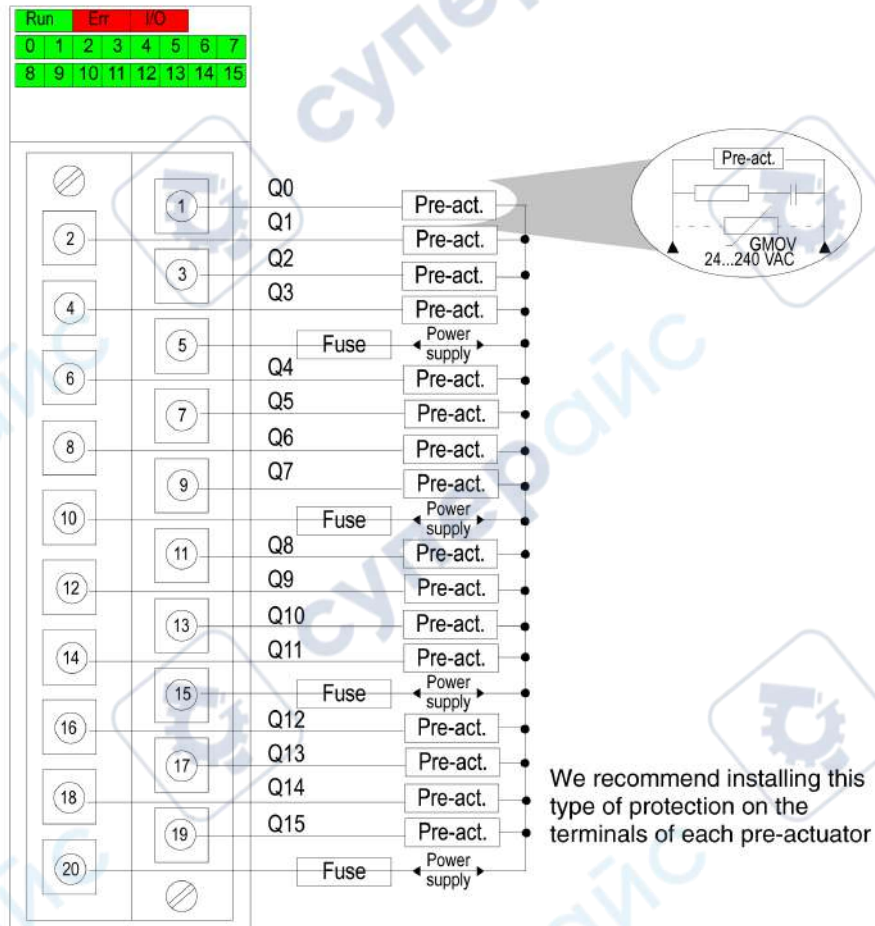 Run Err I/O
0 1 2 3 4 5 6 7
8 9 10 11 12 13 14 15
Pre-act.
GMOV
24...240 VAC
1 Q0 Pre-act.
2 Q1 Pre-act.
3 Q2 Pre-act.
4 Q3 Pre-act.
5 Fuse Power supply
6 Q4 Pre-act.
7 Q5 Pre-act.
8 Q6 Pre-act.
9 Q7 Pre-act.
10 Fuse Power supply
11 Q8 Pre-act.
12 Q9 Pre-act.
13 Q10 Pre-act.
14 Q11 Pre-act.
15 Fuse Power supply
16 Q12 Pre-act.
17 Q13 Pre-act.
18 Q14 Pre-act.
19 Q15 Pre-act.
20 Fuse Power supply
We recommend installing this
type of protection on the
terminals of each pre-actuator
суперайс